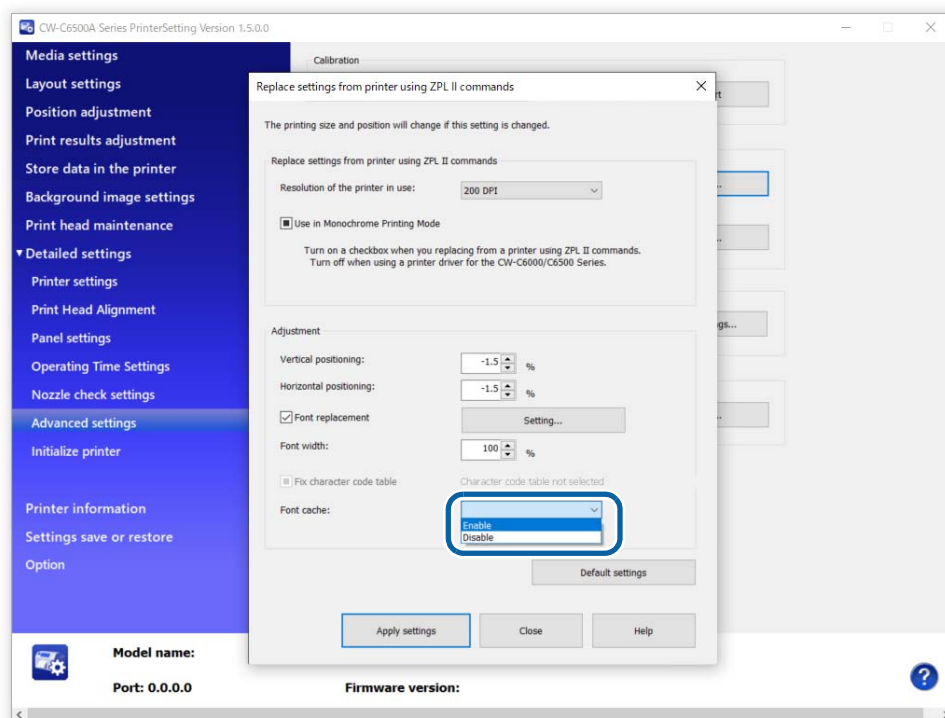 CW-C6500A Series PrinterSetting Version 1.5.0.0
Media settings
Layout settings
Position adjustment
Print results adjustment
Store data in the printer
Background image settings
Print head maintenance
Detailed settings
Printer settings
Print Head Alignment
Panel settings
Operating Time Settings
Nozzle check settings
Advanced settings
Initialize printer
Printer information
Settings save or restore
Option
Calibration
Replace settings from printer using ZPL II commands
The printing size and position will change if this setting is changed.
Replace settings from printer using ZPL II commands
Resolution of the printer in use: 200 DPI
Use in Monochrome Printing Mode
Turn on a checkbox when you replacing from a printer using ZPL II commands.
Turn off when using a printer driver for the CW-C6000/C6500 Series.
Adjustment
Vertical positioning: -1.5 %
Horizontal positioning: -1.5 %
Font replacement Setting...
Font width: 100 %
Fix character code table Character code table not selected
Font cache:
Enable
Disable
Default settings
Apply settings Close Help
rt
...
...
gs...
...
Model name:
Port: 0.0.0.0 Firmware version:
?